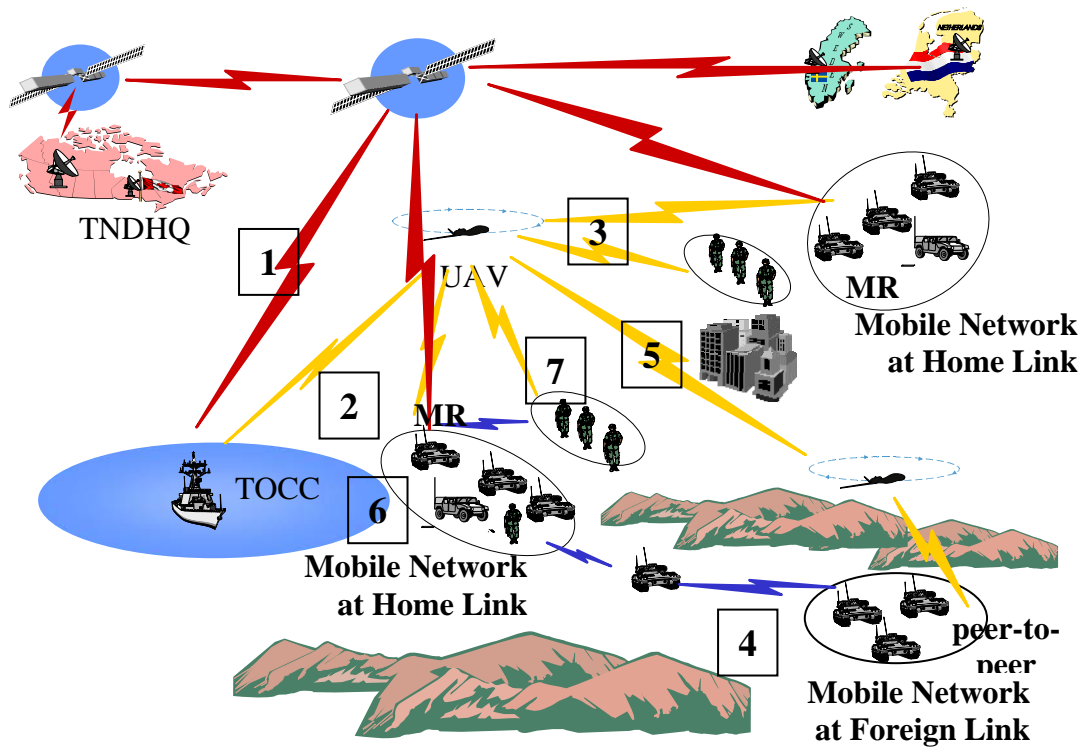 NETHERLANDS
S
W
E
N
TNDHQ
1
3
UAV
MR
Mobile Network
at Home Link
5
7
2
MR
TOCC
6
Mobile Network
at Home Link
4
peer-to-
peer
Mobile Network
at Foreign Link